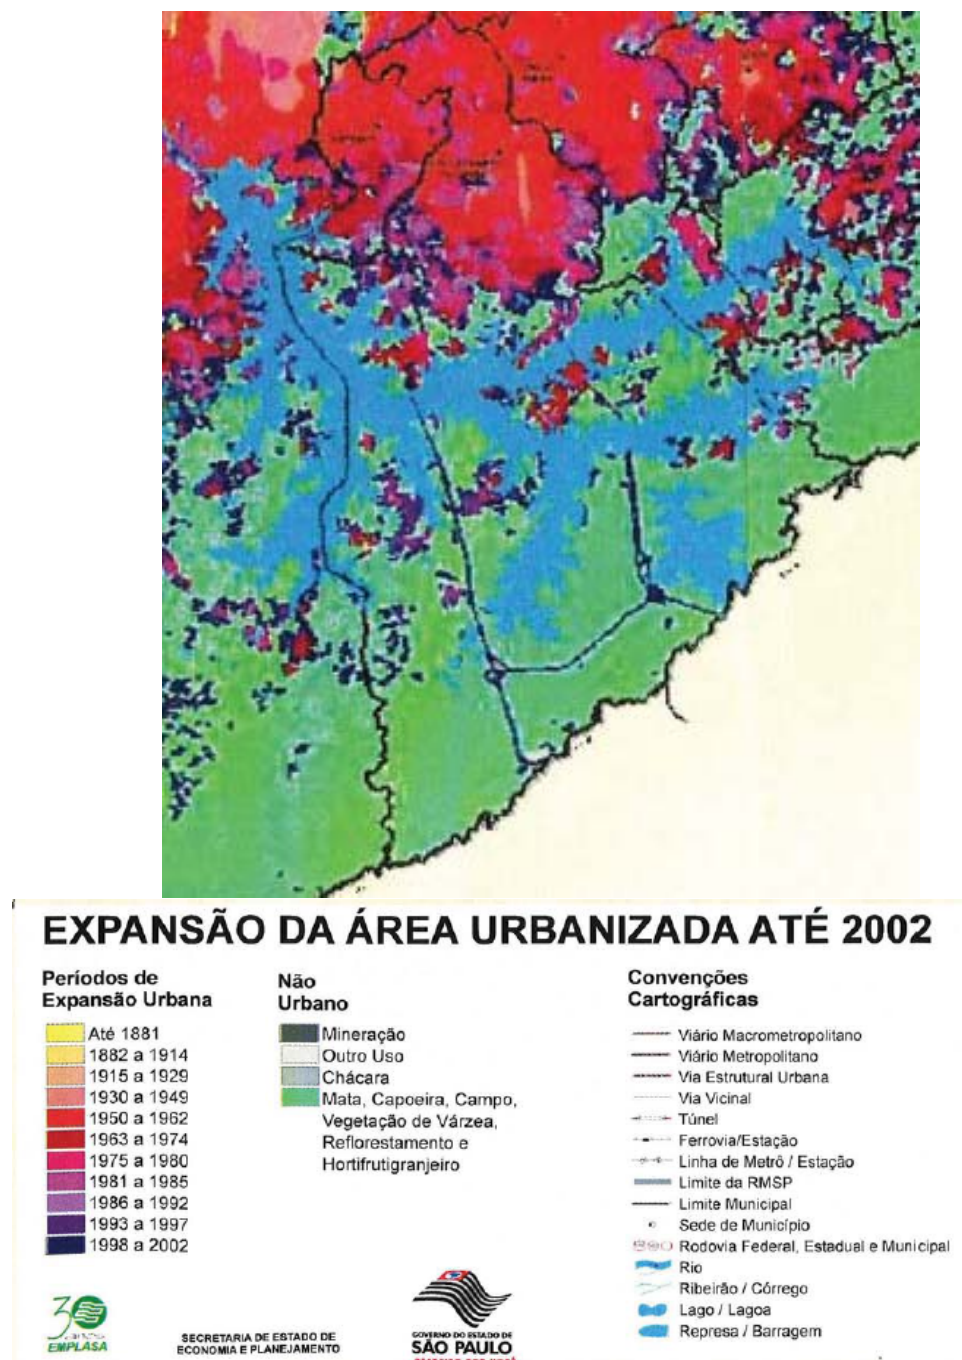 EXPANSÃO DA ÁREA URBANIZADA ATÉ 2002
Períodos de
Expansão Urbana
Até 1881
1882 a 1914
1915 a 1929
1930 a 1949
1950 a 1962
1963 a 1974
1975 a 1980
1981 a 1985
1986 a 1992
1993 a 1997
1998 a 2002
Não
Urbano
Mineração
Outro Uso
Chácara
Mata, Capoeira, Campo,
Vegetação de Várzea,
Reflorestamento e
Hortifrutigranjeiro
Convenções
Cartográficas
Viário Macrometropolitano
Viário Metropolitano
Via Estrutural Urbana
Via Vicinal
Túnel
Ferrovia/Estação
Linha de Metrô / Estação
Limite da RMSP
Limite Municipal
Sede de Município
Rodovia Federal, Estadual e Municipal
Rio
Ribeirão / Córrego
Lago / Lagoa
Represa / Barragem
30
EMPLASA
SECRETARIA DE ESTADO DE
ECONOMIA E PLANEJAMENTO
GOVERNO DO ESTADO DE
SÃO PAULO